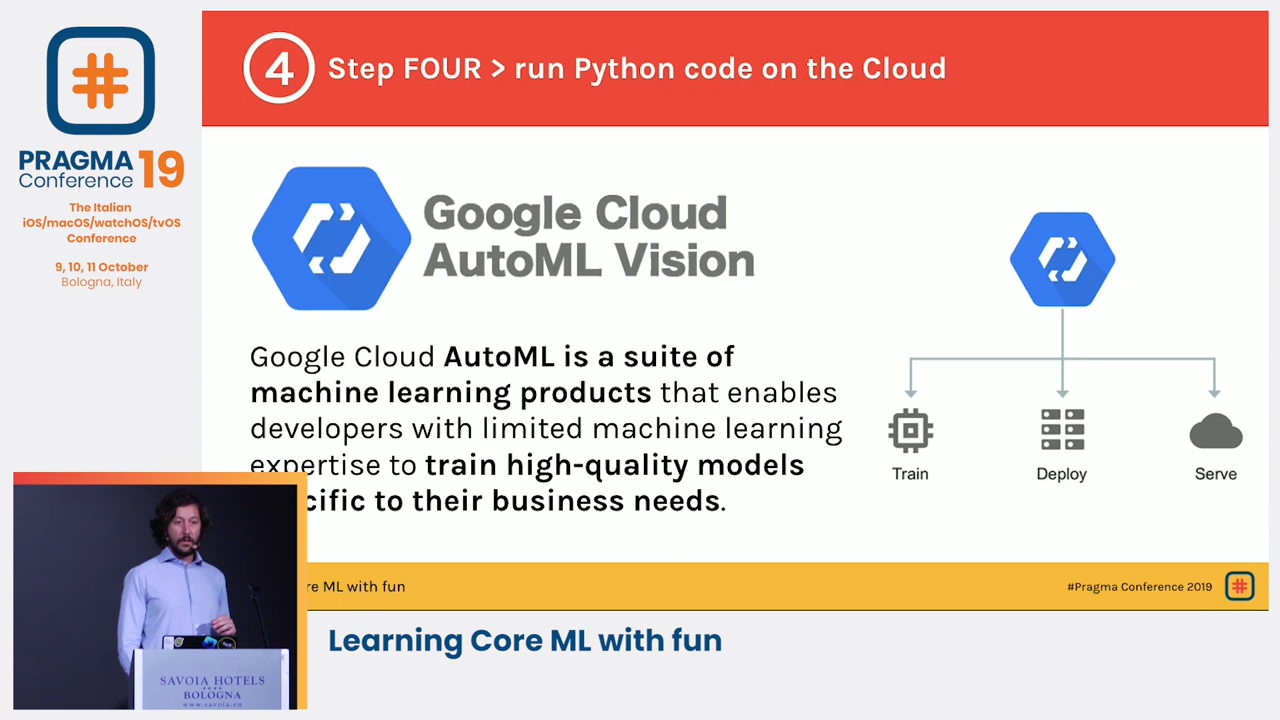 PRAGMA 19
Conference
The Italian
iOS/macOS/watchOS/tvOS
Conference
9, 10, 11 October
Bologna, Italy
4 Step FOUR > run Python code on the Cloud
Google Cloud
AutoML Vision
Google Cloud AutoML is a suite of
machine learning products that enables
developers with limited machine learning
expertise to train high-quality models
cific to their business needs.
Train
Deploy
Serve
re ML with fun
#Pragma Conference 2019
Learning Core ML with fun
SAVOIA HOTELS
BOLOGNA
www.savoia.eu